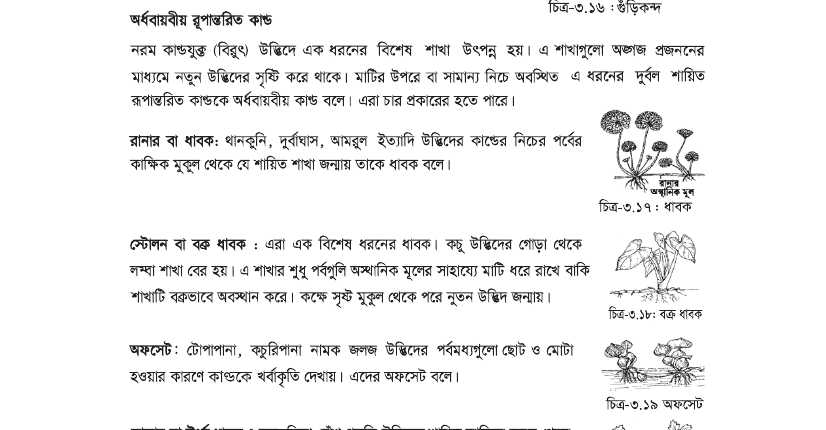 চিত্র-৩.১৬ : গুঁড়িকন্দ
অর্ধবায়বীয় রূপান্তরিত কাণ্ড
নরম কাণ্ডযুক্ত (বিরুৎ) উদ্ভিদে এক ধরনের বিশেষ শাখা উৎপন্ন হয়। এ শাখাগুলো অঙ্গজ প্রজননের
মাধ্যমে নতুন উদ্ভিদের সৃষ্টি করে থাকে। মাটির উপরে বা সামান্য নিচে অবস্থিত এ ধরনের দুর্বল শায়িত
রূপান্তরিত কান্ডকে অর্ধবায়বীয় কাণ্ড বলে। এরা চার প্রকারের হতে পারে।
রানার বা ধাবক: থানকুনি, দুর্বাঘাস, আমরুল ইত্যাদি উদ্ভিদের কাণ্ডের নিচের পর্বের
কাক্ষিক মুকুল থেকে যে শায়িত শাখা জন্মায় তাকে ধাবক বলে।
রানার
অস্থানিক মূল
চিত্র-৩.১৭ : ধাবক
স্টোলন বা বক্র ধাবক : এরা এক বিশেষ ধরনের ধাবক। কচু উদ্ভিদের গোড়া থেকে
লম্বা শাখা বের হয়। এ শাখার শুধু পর্বগুলি অস্থানিক মূলের সাহায্যে মাটি ধরে রাখে বাকি
শাখাটি বক্রভাবে অবস্থান করে। কক্ষে সৃষ্ট মুকুল থেকে পরে নুতন উদ্ভিদ জন্মায়।
চিত্র-৩.১৮: বক্র ধাবক
অফসেট: টোপাপানা, কচুরিপানা নামক জলজ উদ্ভিদের পর্বমধ্যগুলো ছোট ও মোটা
হওয়ার কারণে কাণ্ডকে খর্বাকৃতি দেখায়। এদের অফসেট বলে।
চিত্র-৩.১৯ অফসেট